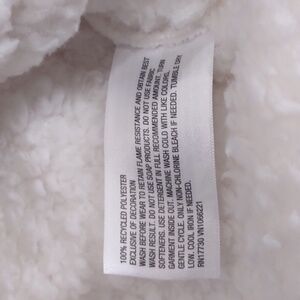 100% RECYCLED POLYESTER
EXCLUSIVE OF DECORATION
WASH BEFORE WEAR TO RETAIN FLAME RESISTANCE AND OBTAIN BEST
WASH RESULT. DO NOT USE SOAP PRODUCTS. DO NOT USE FABRIC
SOFTENERS. USE DETERGENT IN FULL RECOMMENDED AMOUNT. TURN
GARMENT INSIDE OUT. MACHINE WASH COLD WITH LIKE COLORS,
GENTLE CYCLE. ONLY NON-CHLORINE BLEACH IF NEEDED. TUMBLE DRY
LOW. COOL IRON IF NEEDED.
RN17730 VN1066221